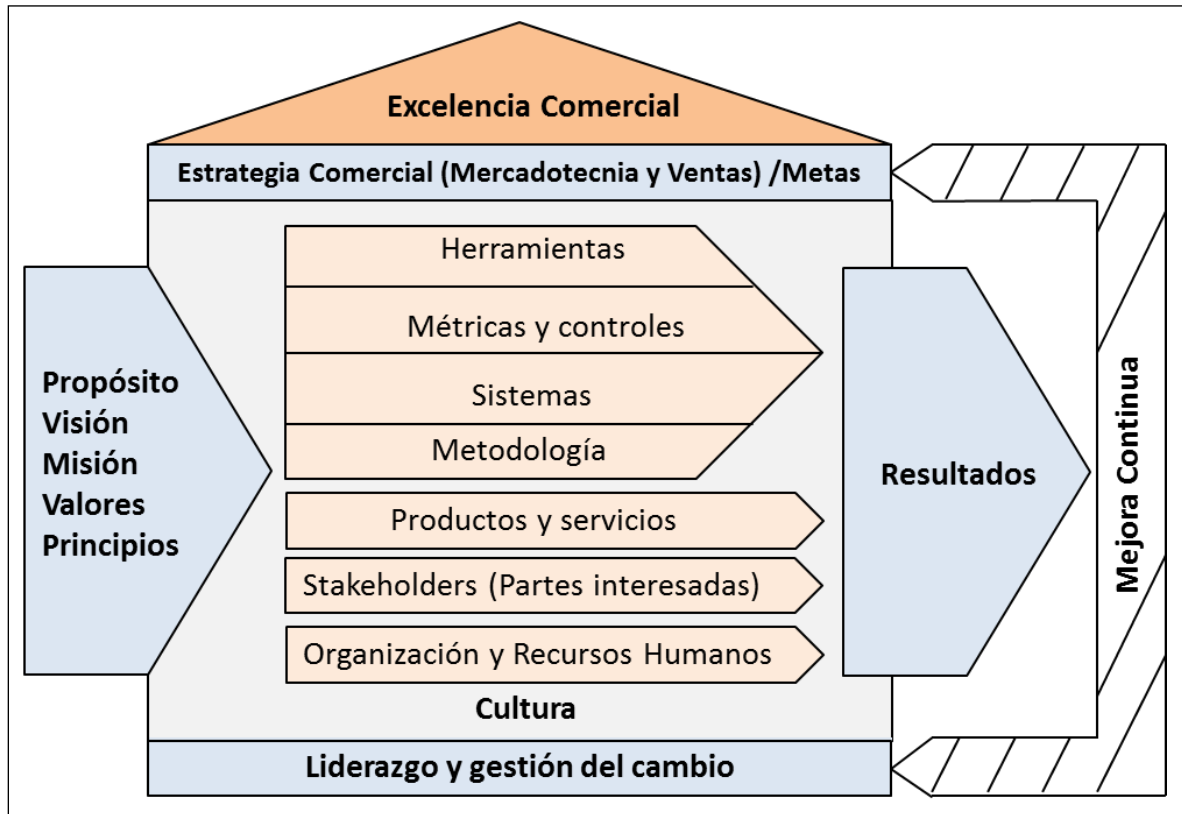 Excelencia Comercial
Estrategia Comercial (Mercadotecnia y Ventas) /Metas
Propósito
Visión
Misión
Valores
Principios
Herramientas
Métricas y controles
Sistemas
Metodología
Productos y servicios
Stakeholders (Partes interesadas)
Organización y Recursos Humanos
Cultura
Resultados
Mejora Continua
Liderazgo y gestión del cambio